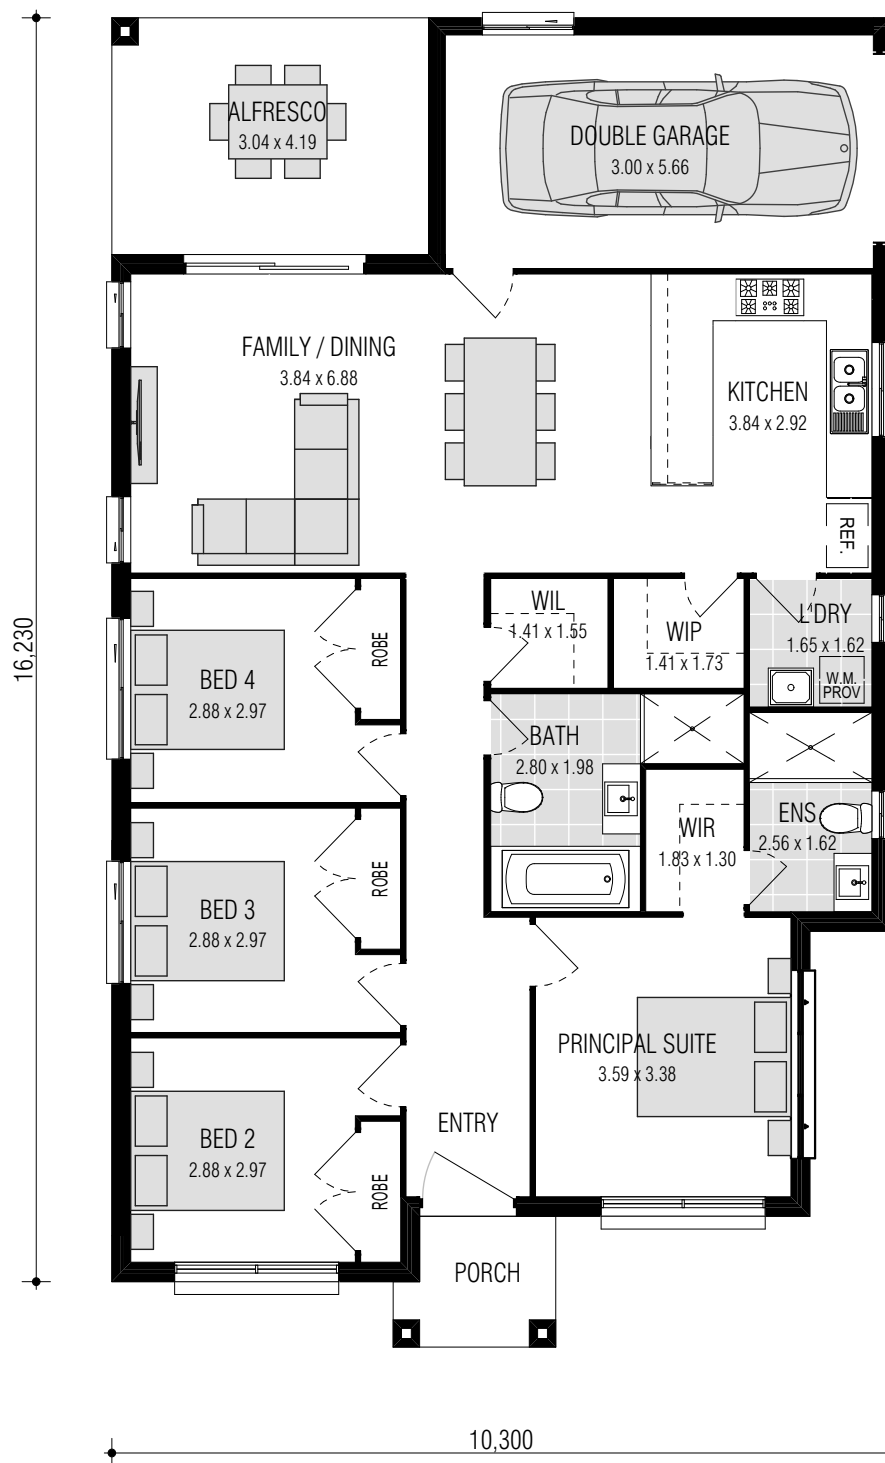 ALFRESCO
3.04 x 4.19
DOUBLE GARAGE
3.00 x 5.66
FAMILY / DINING
3.84 x 6.88
KITCHEN
3.84 x 2.92
REF.
16,230
WIL
1.41 x 1.55
WIP
1.41 x 1.73
L'DRY
1.65 x 1.62
W.M.
PROV
BED 4
2.88 x 2.97
ROBE
BATH
2.80 x 1.98
WIR
1.83 x 1.30
ENS
2.56 x 1.62
BED 3
2.88 x 2.97
ROBE
PRINCIPAL SUITE
3.59 x 3.38
BED 2
2.88 x 2.97
ROBE
ENTRY
PORCH
10,300